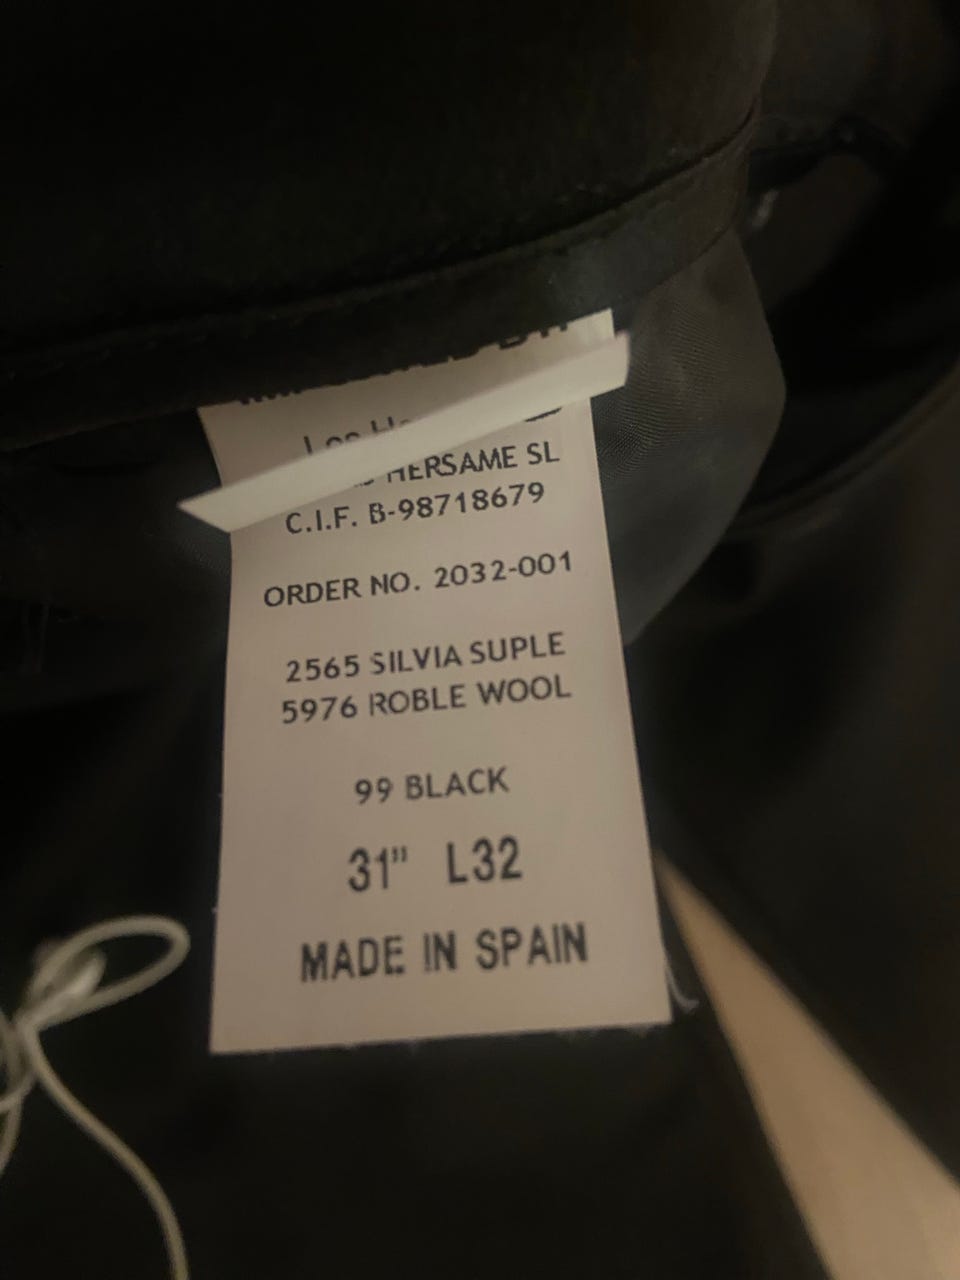 HERSAME SL
C.I.F. B-98718679
ORDER NO. 2032-001
2565 SILVIA SUPLE
5976 ROBLE WOOL
99 BLACK
31" L32
MADE IN SPAIN